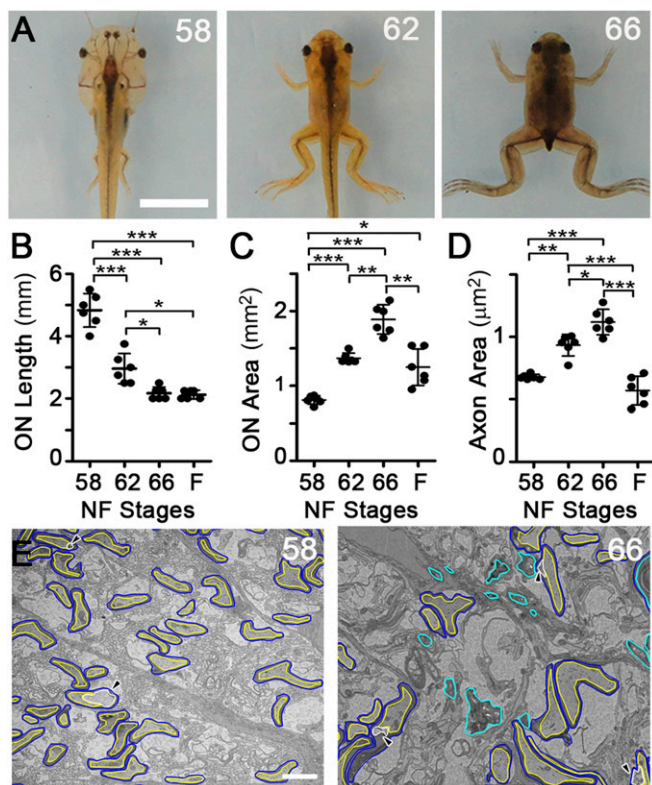 A 58 62 66
B C D
*** * ***
*** *** **
*** ** ***
* ** *
* ***
ON Length (mm)
6
4
2
0
58 62 66 F
NF Stages
ON Area (mm²)
2
1
0
58 62 66 F
NF Stages
Axon Area (μm²)
1
0
58 62 66 F
NF Stages
E 58 66